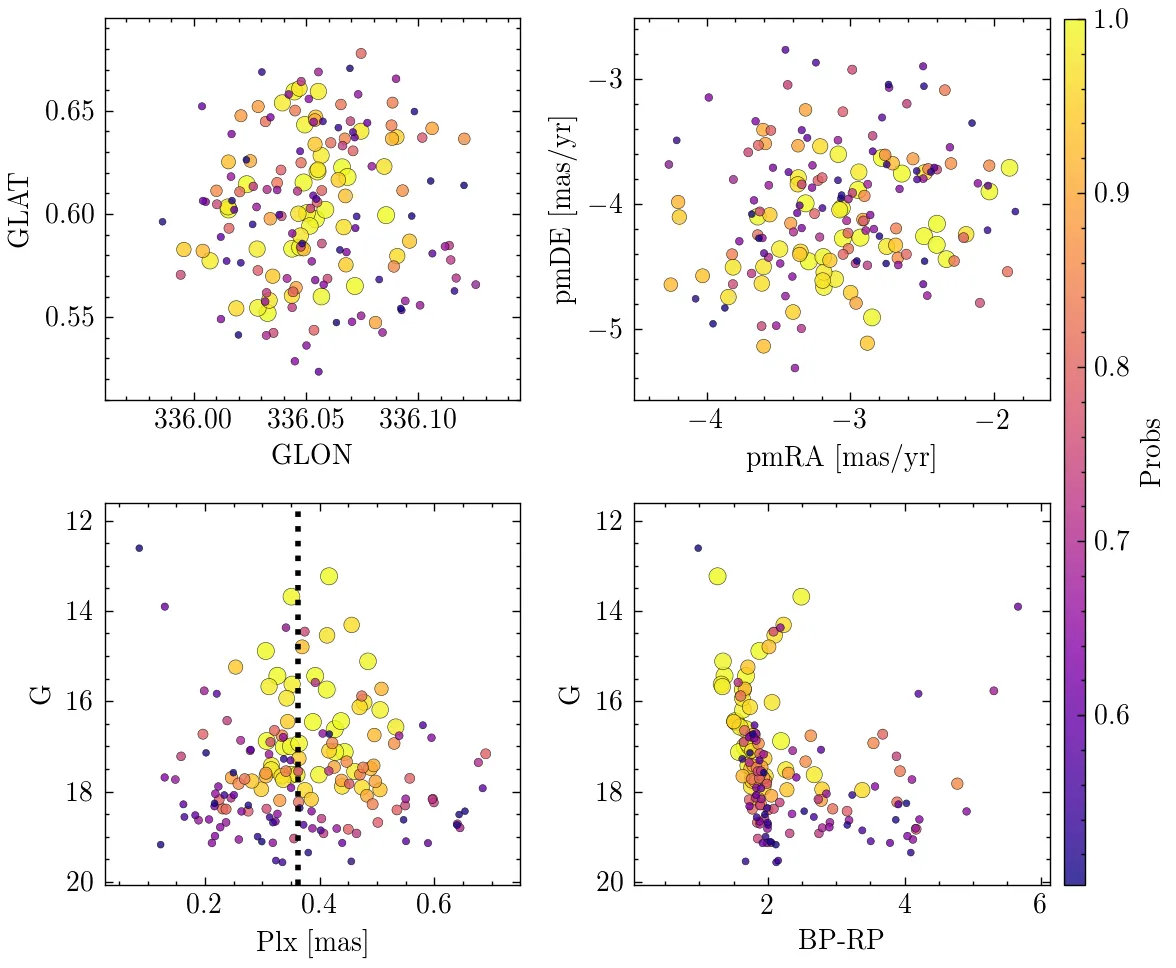 0.65
0.60
0.55
GLAT
336.00 336.05 336.10
GLON
−3
−4
−5
pmDE [mas/yr]
−4 −3 −2
pmRA [mas/yr]
12
14
16
18
20
G
0.2 0.4 0.6
Plx [mas]
12
14
16
18
20
G
2 4 6
BP-RP
1.0
0.9
0.8
0.7
0.6
Probs